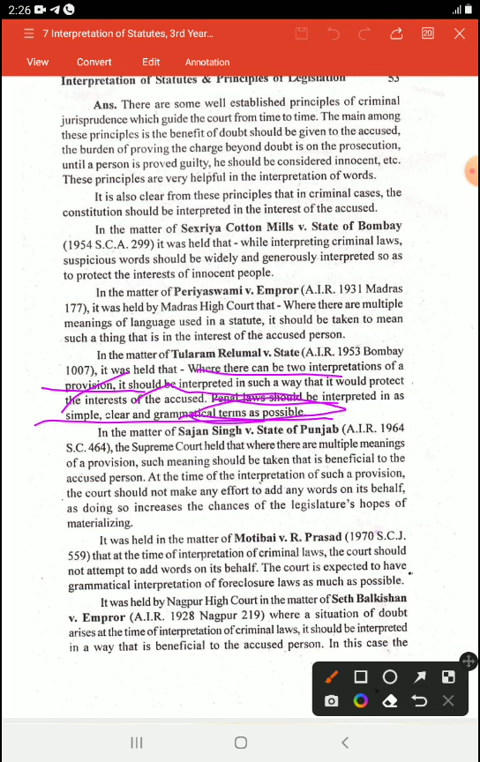 2:26
7 Interpretation of Statutes, 3rd Year...
20
View Convert Edit Annotation
Interpretation of Statutes & Principles of Legislation 53
Ans. There are some well established principles of criminal
jurisprudence which guide the court from time to time. The main among
these principles is the benefit of doubt should be given to the accused,
the burden of proving the charge beyond doubt is on the prosecution,
until a person is proved guilty, he should be considered innocent, etc.
These principles are very helpful in the interpretation of words.
It is also clear from these principles that in criminal cases, the
constitution should be interpreted in the interest of the accused.
In the matter of Sexriya Cotton Mills v. State of Bombay
(1954 S.C.A. 299) it was held that - while interpreting criminal laws,
suspicious words should be widely and generously interpreted so as
to protect the interests of innocent people.
In the matter of Periyaswami v. Empror (A.I.R. 1931 Madras
177), it was held by Madras High Court that - Where there are multiple
meanings of language used in a statute, it should be taken to mean
such a thing that is in the interest of the accused person.
In the matter of Tularam Relumal v. State (A.I.R. 1953 Bombay
1007), it was held that - Where there can be two interpretations of a
provision, it should be interpreted in such a way that it would protect
the interests of the accused. Penal laws should be interpreted in as
simple, clear and grammatical terms as possible.
In the matter of Sajan Singh v. State of Punjab (A.I.R. 1964
S.C. 464), the Supreme Court held that where there are multiple meanings
of a provision, such meaning should be taken that is beneficial to the
accused person. At the time of the interpretation of such a provision,
the court should not make any effort to add any words on its behalf,
as doing so increases the chances of the legislature's hopes of
materializing.
It was held in the matter of Motibai v. R. Prasad (1970 S.C.J.
559) that at the time of interpretation of criminal laws, the court should
not attempt to add words on its behalf. The court is expected to have
grammatical interpretation of foreclosure laws as much as possible.
It was held by Nagpur High Court in the matter of Seth Balkishan
v. Empror (A.I.R. 1928 Nagpur 219) where a situation of doubt
arises at the time of interpretation of criminal laws, it should be interpreted
in a way that is beneficial to the accused person. In this case the